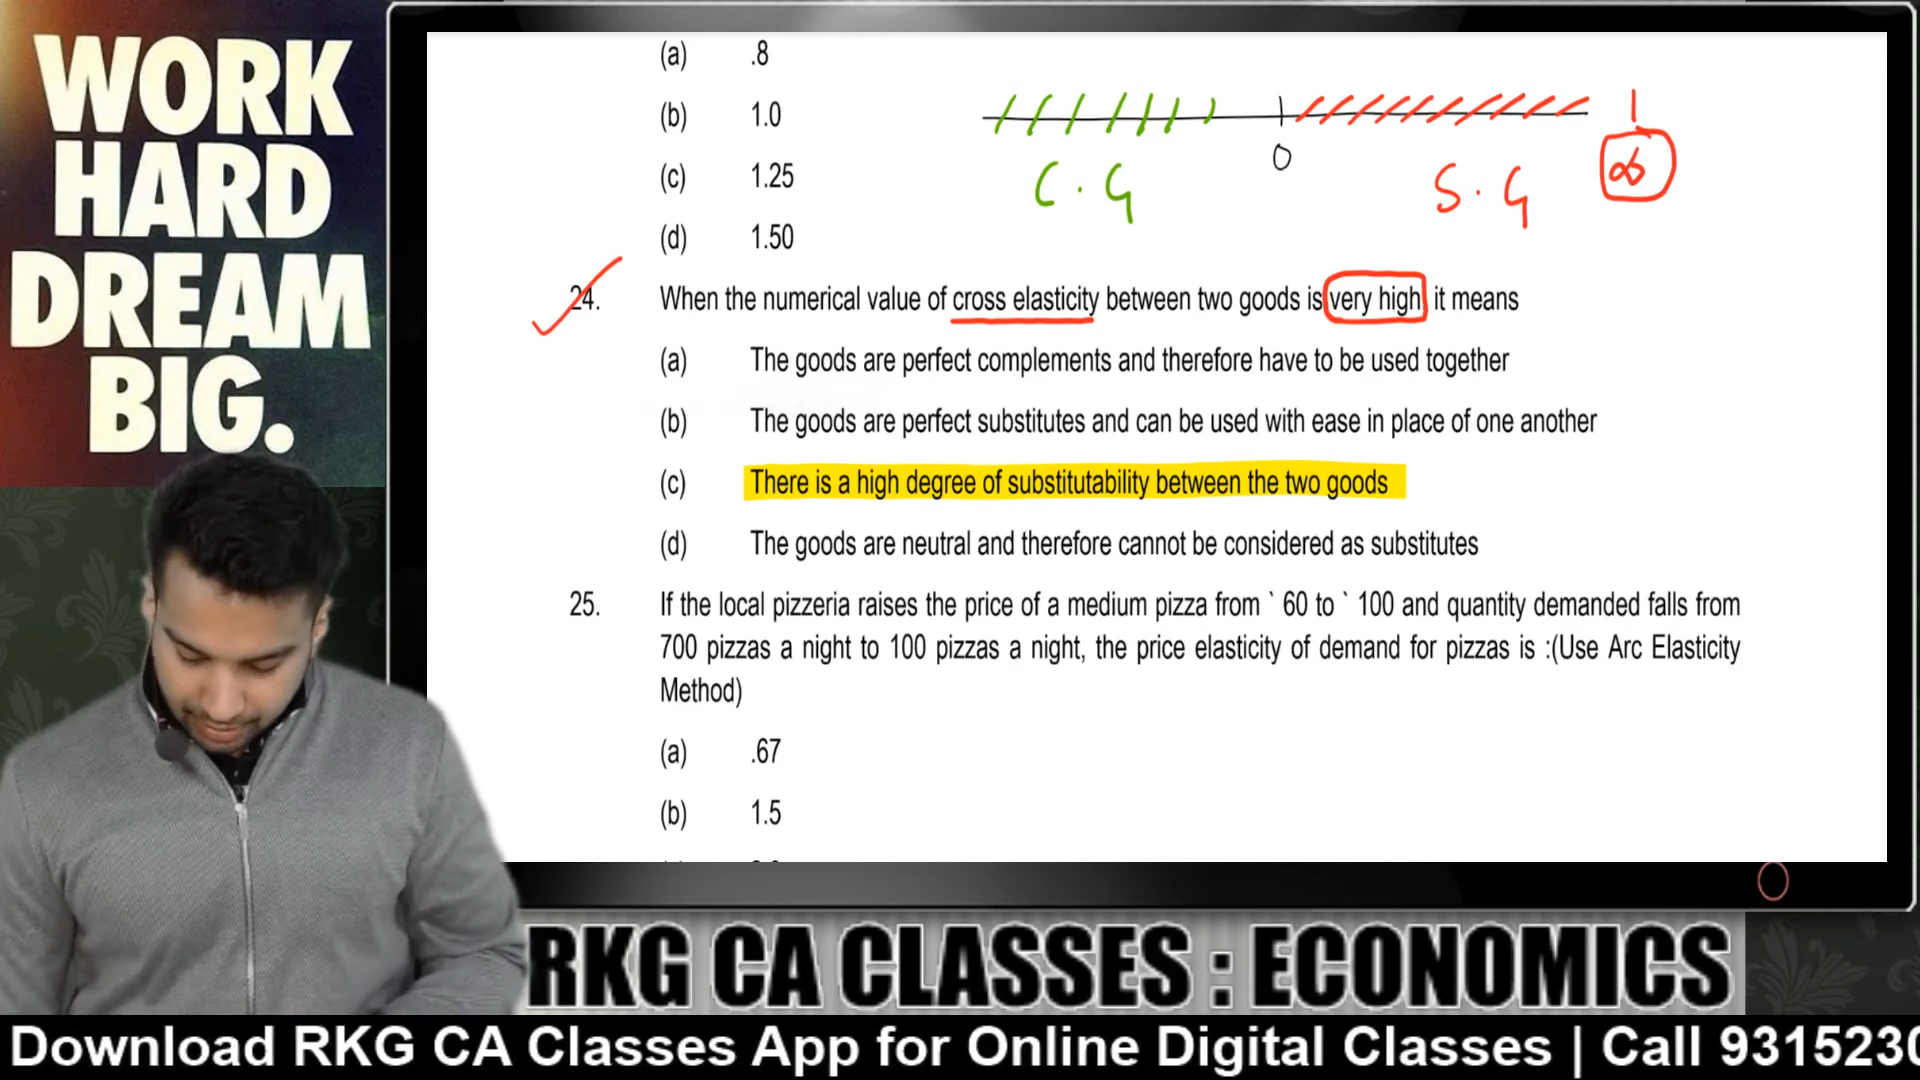 WORK
HARD
DREAM
BIG.
(a) .8
(b) 1.0
(c) 1.25
(d) 1.50
0
1
∞
C.G
S.G
24. When the numerical value of cross elasticity between two goods is very high, it means
(a) The goods are perfect complements and therefore have to be used together
(b) The goods are perfect substitutes and can be used with ease in place of one another
(c) There is a high degree of substitutability between the two goods
(d) The goods are neutral and therefore cannot be considered as substitutes
25. If the local pizzeria raises the price of a medium pizza from ` 60 to ` 100 and quantity demanded falls from
700 pizzas a night to 100 pizzas a night, the price elasticity of demand for pizzas is :(Use Arc Elasticity
Method)
(a) .67
(b) 1.5
RKG CA CLASSES : ECONOMICS
Download RKG CA Classes App for Online Digital Classes | Call 9315230